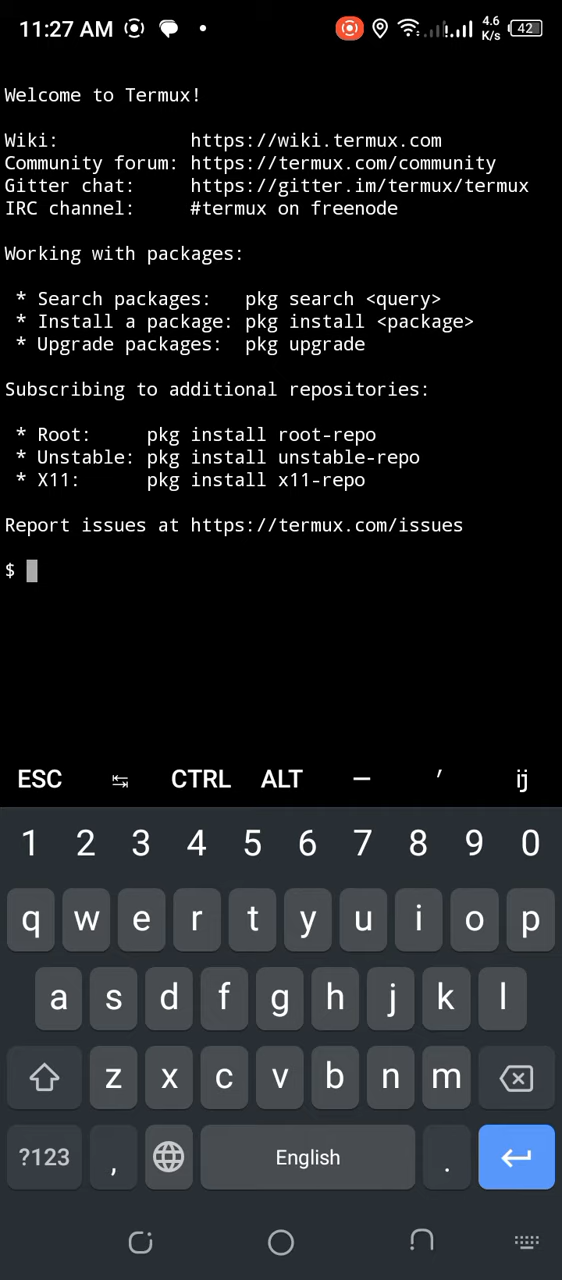 11:27 AM 4.6 K/s 42
Welcome to Termux!
Wiki: https://wiki.termux.com
Community forum: https://termux.com/community
Gitter chat: https://gitter.im/termux/termux
IRC channel: #termux on freenode
Working with packages:
* Search packages: pkg search <query>
* Install a package: pkg install <package>
* Upgrade packages: pkg upgrade
Subscribing to additional repositories:
* Root: pkg install root-repo
* Unstable: pkg install unstable-repo
* X11: pkg install x11-repo
Report issues at https://termux.com/issues
$
ESC CTRL ALT — ′ ij
1 2 3 4 5 6 7 8 9 0
q w e r t y u i o p
a s d f g h j k l
z x c v b n m
?123 , English .